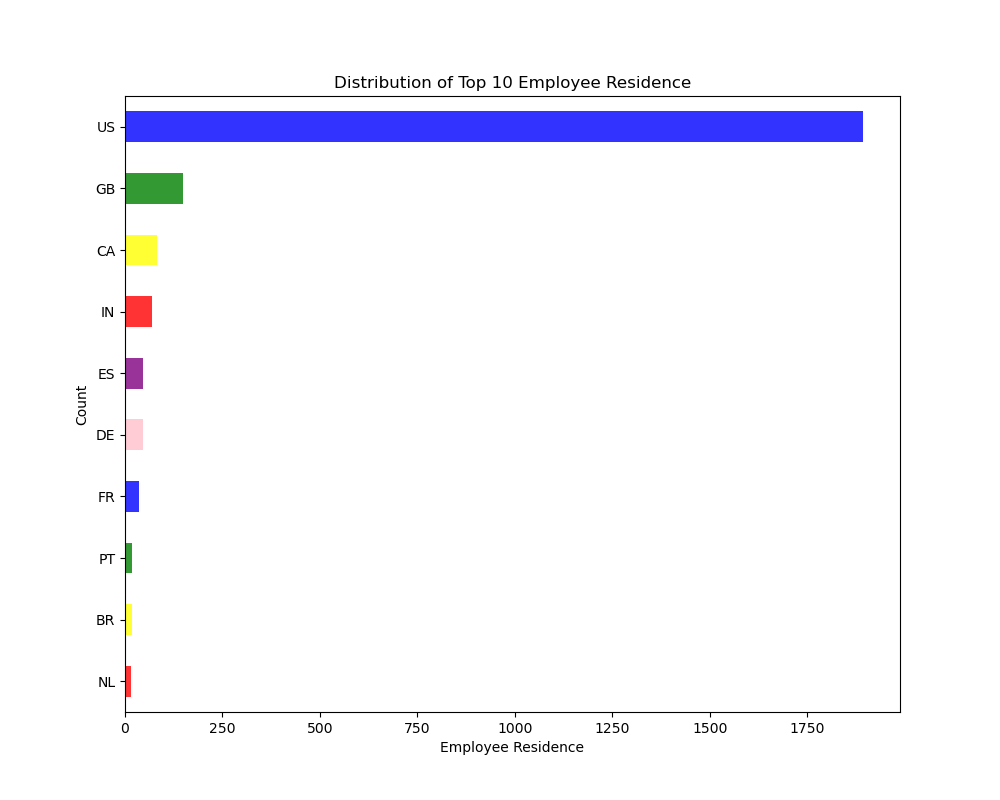 Distribution of Top 10 Employee Residence
US
GB
CA
IN
ES
DE
FR
PT
BR
NL
Count
0 250 500 750 1000 1250 1500 1750
Employee Residence